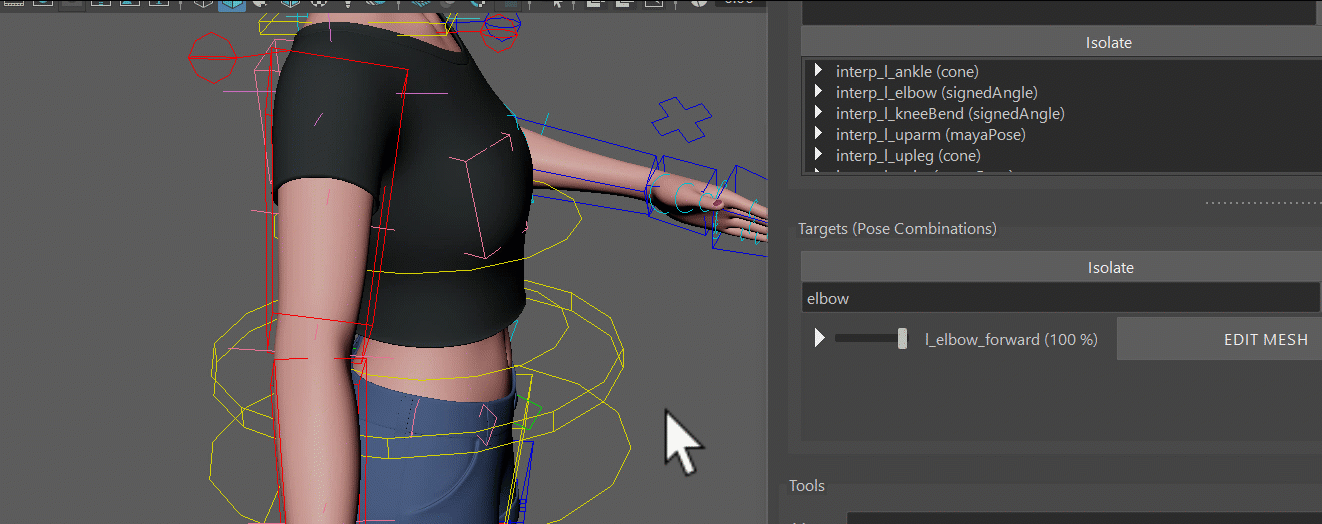 Isolate
interp_l_ankle (cone)
interp_l_elbow (signedAngle)
interp_l_kneeBend (signedAngle)
interp_l_uparm (mayaPose)
interp_l_upleg (cone)
Targets (Pose Combinations)
Isolate
elbow
l_elbow_forward (100 %)
EDIT MESH
Tools